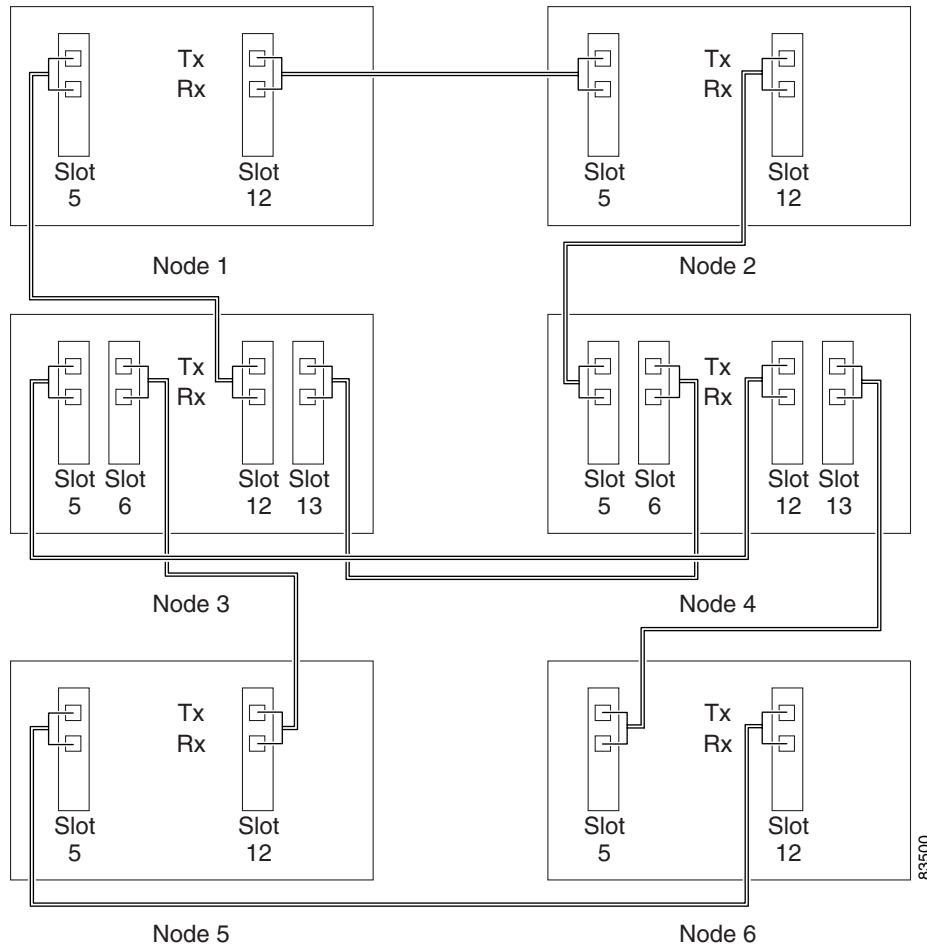 Tx
Rx
Slot
5
Slot
12
Tx
Rx
Slot
5
Slot
12
Node 1
Node 2
Tx
Rx
Slot
5
Slot
6
Slot
12
Slot
13
Tx
Rx
Slot
5
Slot
6
Slot
12
Slot
13
Node 3
Node 4
Tx
Rx
Slot
5
Slot
12
Tx
Rx
Slot
5
Slot
12
Node 5
Node 6
83500